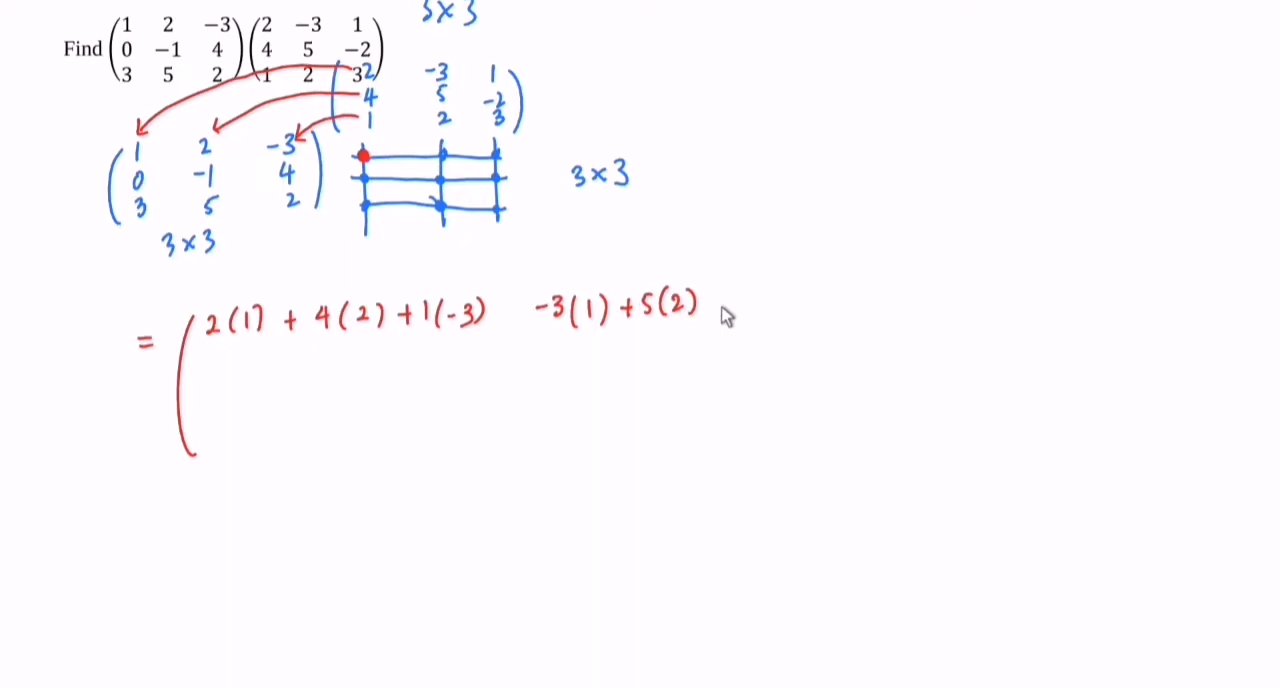 3 × 3
Find (1 2 −3) (2 −3 1)
(0 −1 4) (4 5 −2)
(3 5 2) (1 2 3)
(2 -3 1)
(4 5 -2)
(1 2 3)
(1 2 -3)
(0 -1 4) 3 × 3
(3 5 2)
3 × 3
= ( 2(1) + 4(2) + 1(-3) -3(1) + 5(2)